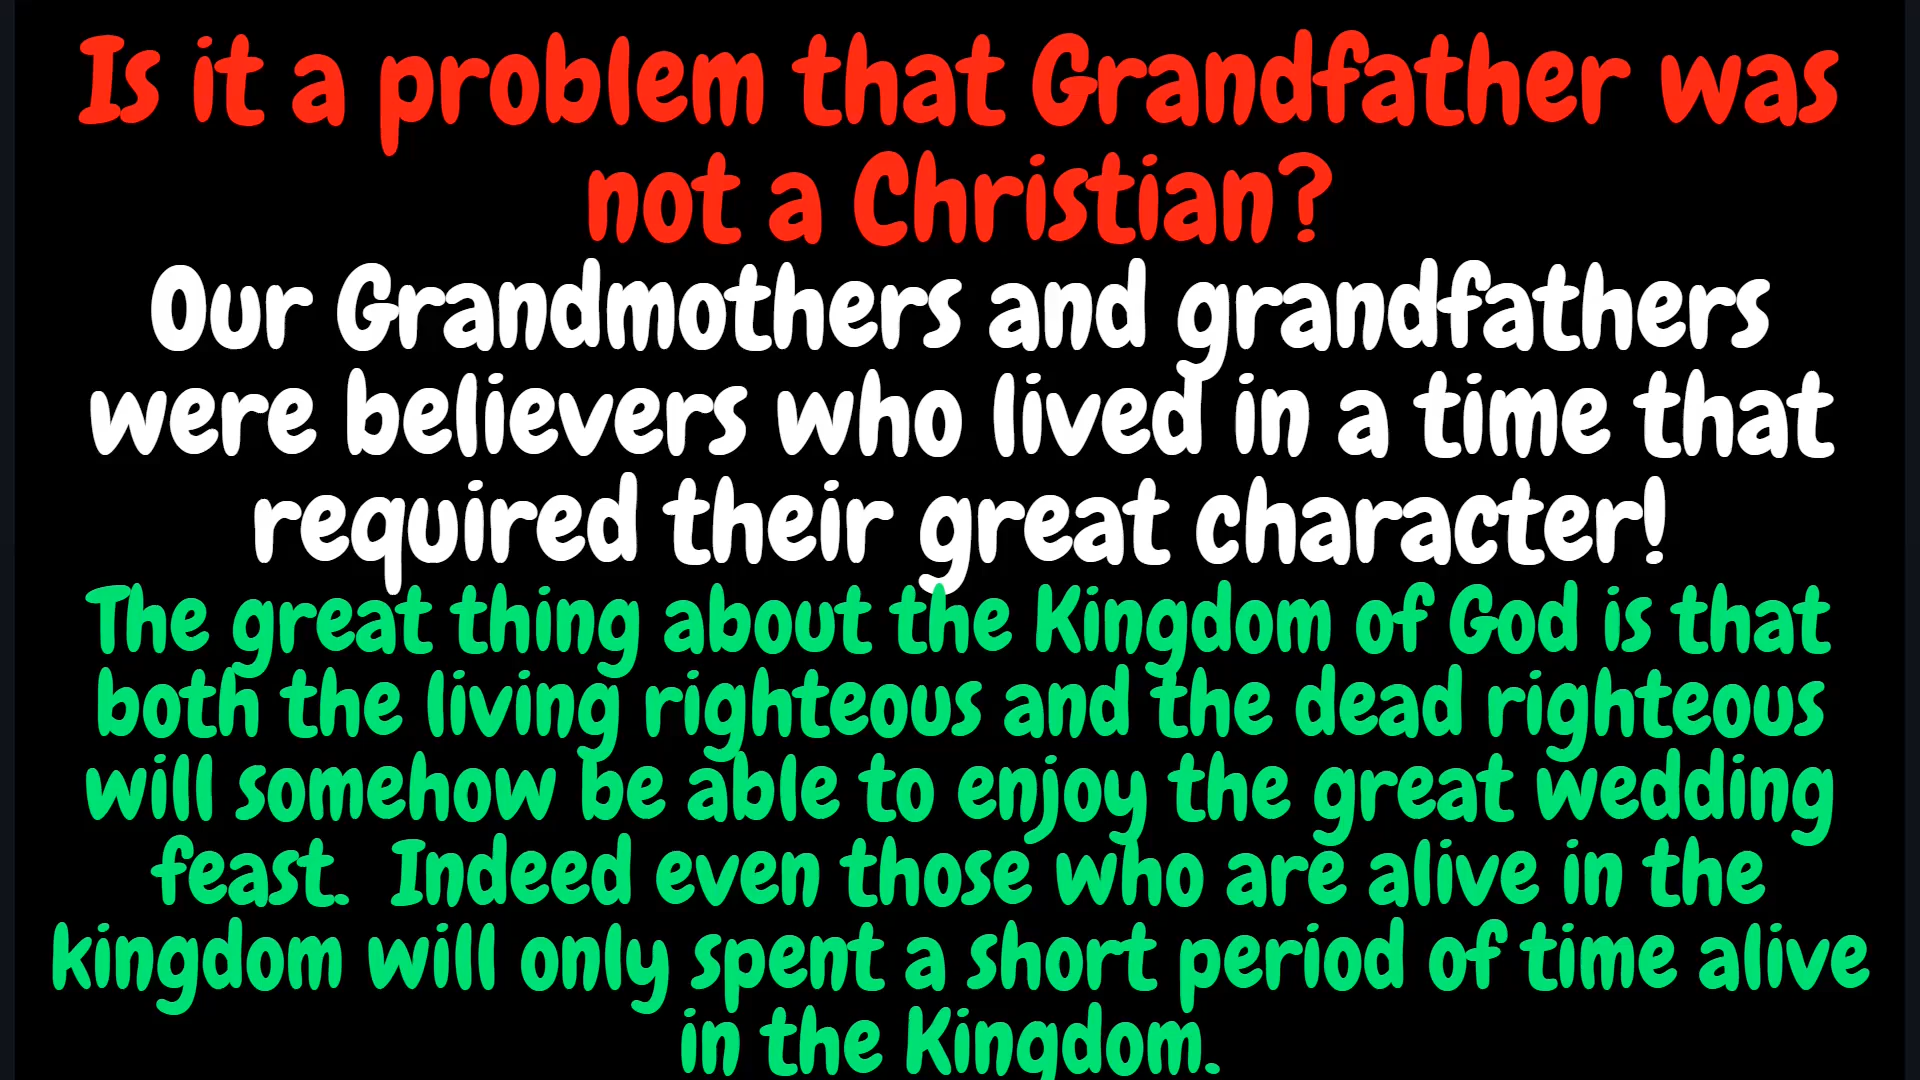 Is it a problem that Grandfather was
not a Christian?
Our Grandmothers and grandfathers
were believers who lived in a time that
required their great character!
The great thing about the Kingdom of God is that
both the living righteous and the dead righteous
will somehow be able to enjoy the great wedding
feast.  Indeed even those who are alive in the
kingdom will only spent a short period of time alive
in the Kingdom.